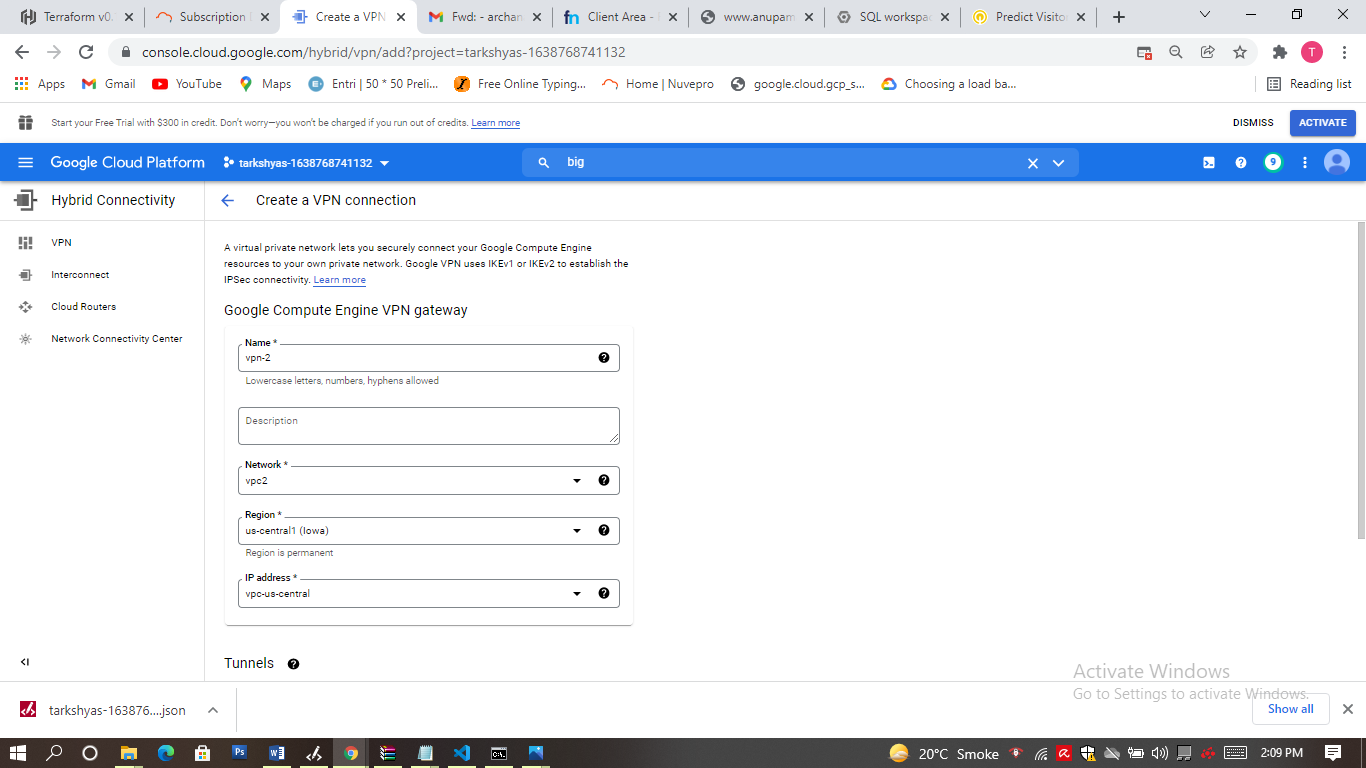 Terraform v0.
Subscription
Create a VPN
Fwd: - archan
Client Area -
www.anupam
SQL workspac
Predict Visito
console.cloud.google.com/hybrid/vpn/add?project=tarkshyas-1638768741132
T
Apps
Gmail
YouTube
Maps
Entri | 50 * 50 Preli...
Free Online Typing...
Home | Nuvepro
google.cloud.gcp_s...
Choosing a load ba...
Reading list
Start your Free Trial with $300 in credit. Don't worry—you won't be charged if you run out of credits. Learn more
DISMISS
ACTIVATE
Google Cloud Platform
tarkshyas-1638768741132
big
9
Hybrid Connectivity
Create a VPN connection
VPN
Interconnect
Cloud Routers
Network Connectivity Center
A virtual private network lets you securely connect your Google Compute Engine
resources to your own private network. Google VPN uses IKEv1 or IKEv2 to establish the
IPSec connectivity. Learn more
Google Compute Engine VPN gateway
Name *
vpn-2
Lowercase letters, numbers, hyphens allowed
Description
Network *
vpc2
Region *
us-central1 (Iowa)
Region is permanent
IP address *
vpc-us-central
Tunnels
Activate Windows
Go to Settings to activate Windows.
tarkshyas-163876....json
Show all
20°C Smoke
2:09 PM